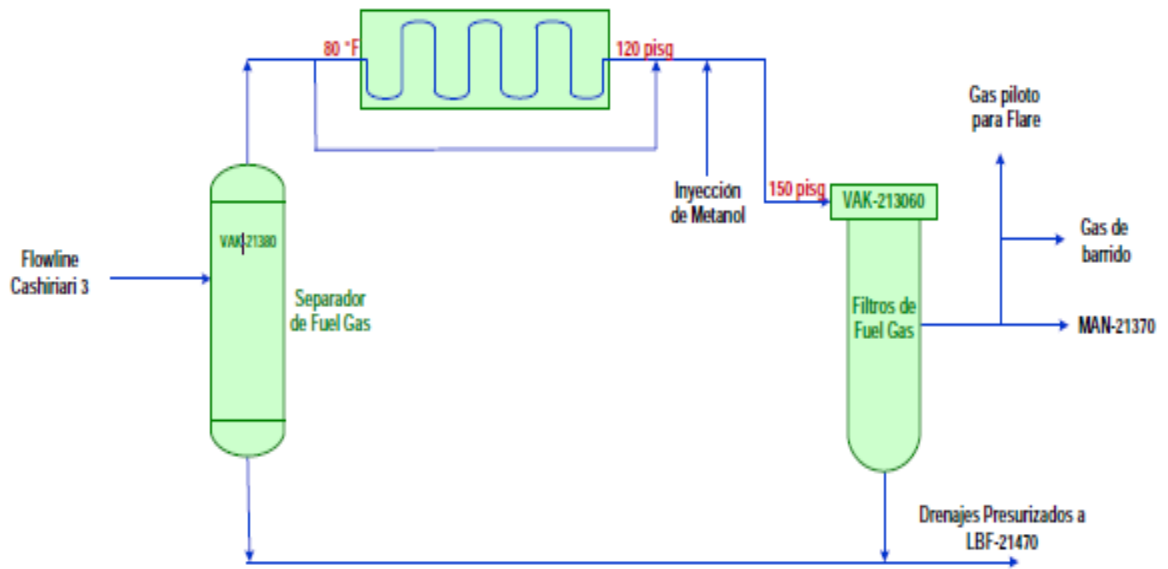 80 °F
120 pisg
Gas piloto
para Flare
Inyección
de Metanol
150 pisg
VAK-213060
Gas de
barrido
VAK-21380
Flowline
Cashiriari 3
Separador
de Fuel Gas
Filtros de
Fuel Gas
MAN-21370
Drenajes Presurizados a
LBF-21470